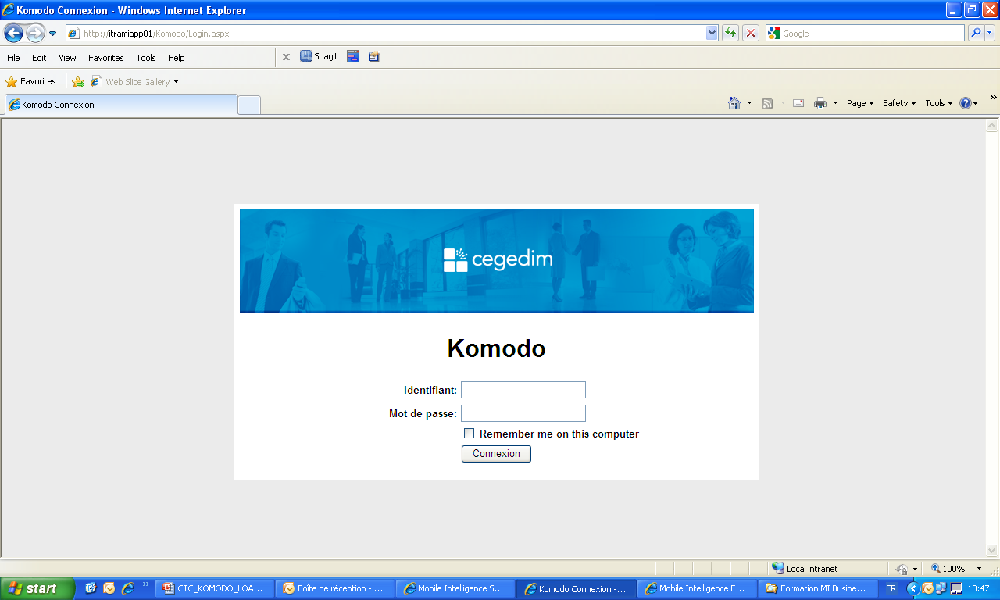 Komodo Connexion - Windows Internet Explorer
http://itramiapp01/Komodo/Login.aspx
Google
File Edit View Favorites Tools Help
x Snagit
Favorites Web Slice Gallery
Komodo Connexion
Page Safety Tools
cegedim
Komodo
Identifiant:
Mot de passe:
Remember me on this computer
Connexion
Local intranet
100%
start
CTC_KOMODO_LOA...
Boîte de réception - ...
Mobile Intelligence S...
Komodo Connexion -...
Mobile Intelligence F...
Formation MI Busine...
FR
10:47